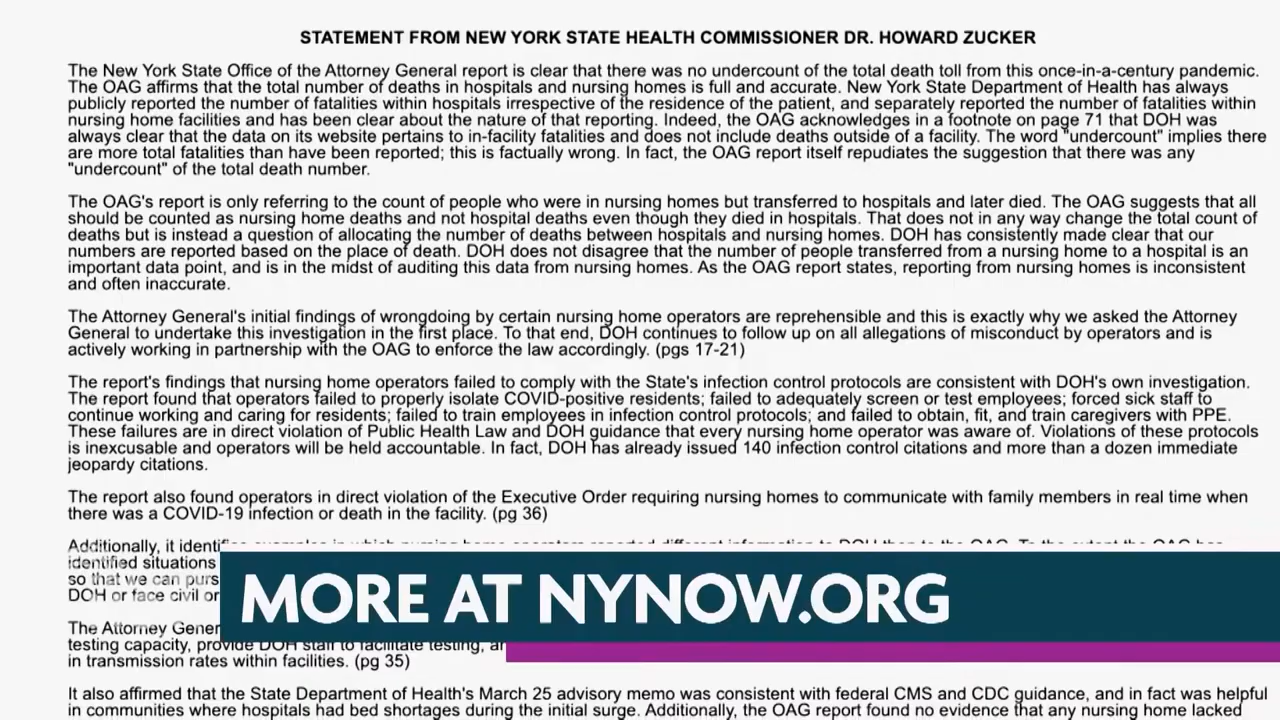 STATEMENT FROM NEW YORK STATE HEALTH COMMISSIONER DR. HOWARD ZUCKER
The New York State Office of the Attorney General report is clear that there was no undercount of the total death toll from this once-in-a-century pandemic.
The OAG affirms that the total number of deaths in hospitals and nursing homes is full and accurate. New York State Department of Health has always
publicly reported the number of fatalities within hospitals irrespective of the residence of the patient, and separately reported the number of fatalities within
nursing home facilities and has been clear about the nature of that reporting. Indeed, the OAG acknowledges in a footnote on page 71 that DOH was
always clear that the data on its website pertains to in-facility fatalities and does not include deaths outside of a facility. The word "undercount" implies there
are more total fatalities than have been reported; this is factually wrong. In fact, the OAG report itself repudiates the suggestion that there was any
"undercount" of the total death number.
The OAG's report is only referring to the count of people who were in nursing homes but transferred to hospitals and later died. The OAG suggests that all
should be counted as nursing home deaths and not hospital deaths even though they died in hospitals. That does not in any way change the total count of
deaths but is instead a question of allocating the number of deaths between hospitals and nursing homes. DOH has consistently made clear that our
numbers are reported based on the place of death. DOH does not disagree that the number of people transferred from a nursing home to a hospital is an
important data point, and is in the midst of auditing this data from nursing homes. As the OAG report states, reporting from nursing homes is inconsistent
and often inaccurate.
The Attorney General's initial findings of wrongdoing by certain nursing home operators are reprehensible and this is exactly why we asked the Attorney
General to undertake this investigation in the first place. To that end, DOH continues to follow up on all allegations of misconduct by operators and is
actively working in partnership with the OAG to enforce the law accordingly. (pgs 17-21)
The report's findings that nursing home operators failed to comply with the State's infection control protocols are consistent with DOH's own investigation.
The report found that operators failed to properly isolate COVID-positive residents; failed to adequately screen or test employees; forced sick staff to
continue working and caring for residents; failed to train employees in infection control protocols; and failed to obtain, fit, and train caregivers with PPE.
These failures are in direct violation of Public Health Law and DOH guidance that every nursing home operator was aware of. Violations of these protocols
is inexcusable and operators will be held accountable. In fact, DOH has already issued 140 infection control citations and more than a dozen immediate
jeopardy citations.
The report also found operators in direct violation of the Executive Order requiring nursing homes to communicate with family members in real time when
there was a COVID-19 infection or death in the facility. (pg 36)
Additionally, it
identified situations
so that we can
DOH or face civil or
MORE AT NYNOW.ORG
The Attorney
testing capacity, provide DOH staff to facilitate testing,
in transmission rates within facilities. (pg 35)
It also affirmed that the State Department of Health's March 25 advisory memo was consistent with federal CMS and CDC guidance, and in fact was helpful
in communities where hospitals had bed shortages during the initial surge. Additionally, the OAG report found no evidence that any nursing home lacked